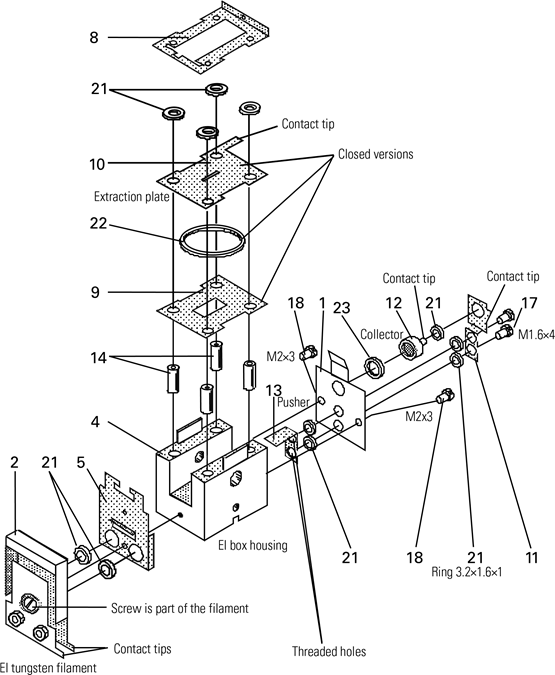 8
21
Contact tip
10
Closed versions
Extraction plate
22
9
Contact tip
Contact tip
18
1
23
12
21
17
Collector
M1.6×4
14
M2×3
13
Pusher
4
M2x3
2
21
5
EI box housing
21
18
21
11
Ring 3.2×1.6×1
Screw is part of the filament
Contact tips
Threaded holes
EI tungsten filament